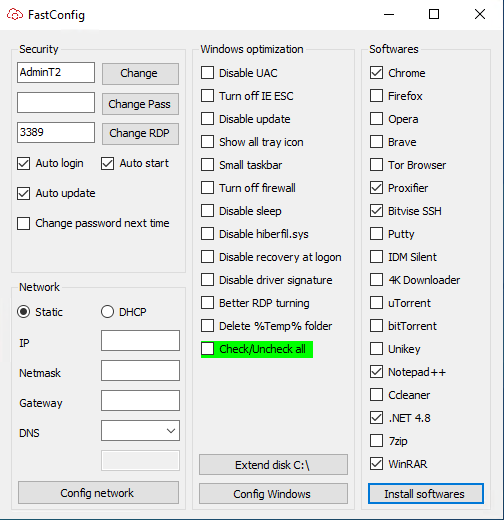 FastConfig
Security
AdminT2
Change
Change Pass
3389
Change RDP
Auto login
Auto start
Auto update
Change password next time
Network
Static
DHCP
IP
Netmask
Gateway
DNS
Config network
Windows optimization
Disable UAC
Turn off IE ESC
Disable update
Show all tray icon
Small taskbar
Turn off firewall
Disable sleep
Disable hiberfil.sys
Disable recovery at logon
Disable driver signature
Better RDP turning
Delete %Temp% folder
Check/Uncheck all
Extend disk C:\
Config Windows
Softwares
Chrome
Firefox
Opera
Brave
Tor Browser
Proxifier
Bitvise SSH
Putty
IDM Silent
4K Downloader
uTorrent
bitTorrent
Unikey
Notepad++
Ccleaner
.NET 4.8
7zip
WinRAR
Install softwares